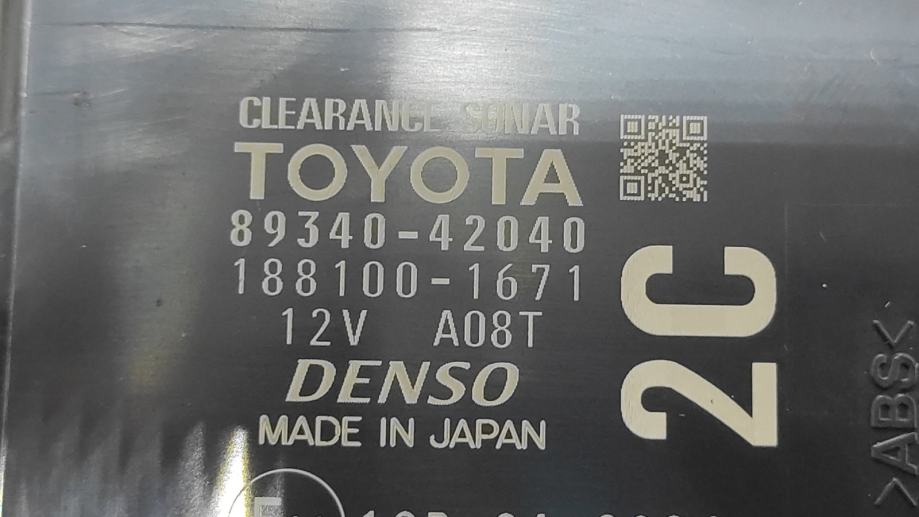 CLEARANCE SONAR
TOYOTA
89340-42040
188100-1671
12V A08T
DENSO
MADE IN JAPAN
2C
>ABS<